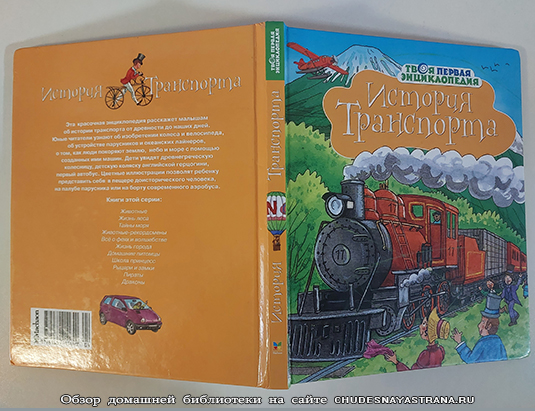 История Транспорта
Эта красочная энциклопедия расскажет малышам
об истории транспорта от древности до наших дней.
Юные читатели узнают об изобретении колеса и велосипеда,
об устройстве парусников и океанских лайнеров,
о том, как люди покоряют землю, небо и море с помощью
созданных ими машин. Дети увидят древнегреческую
колесницу, детскую коляску английской герцогини,
первый автобус. Цветные иллюстрации позволят ребёнку
представить себя в пещере доисторического человека,
на палубе парусника или на борту современного аэробуса.
Книги этой серии:
Животные
Жизнь леса
Тайны моря
Животные-рекордсмены
Всё о феях и волшебстве
Жизнь города
Домашние питомцы
Школа принцесс
Рыцари и замки
Пираты
Драконы
Machaon
ТВОЯ ПЕРВАЯ ЭНЦИКЛОПЕДИЯ
История Транспорта
ТВОЯ ПЕРВАЯ
ЭНЦИКЛОПЕДИЯ
История
Транспорта
11
Обзор домашней библиотеки на сайте CHUDESNAYASTRANA.RU